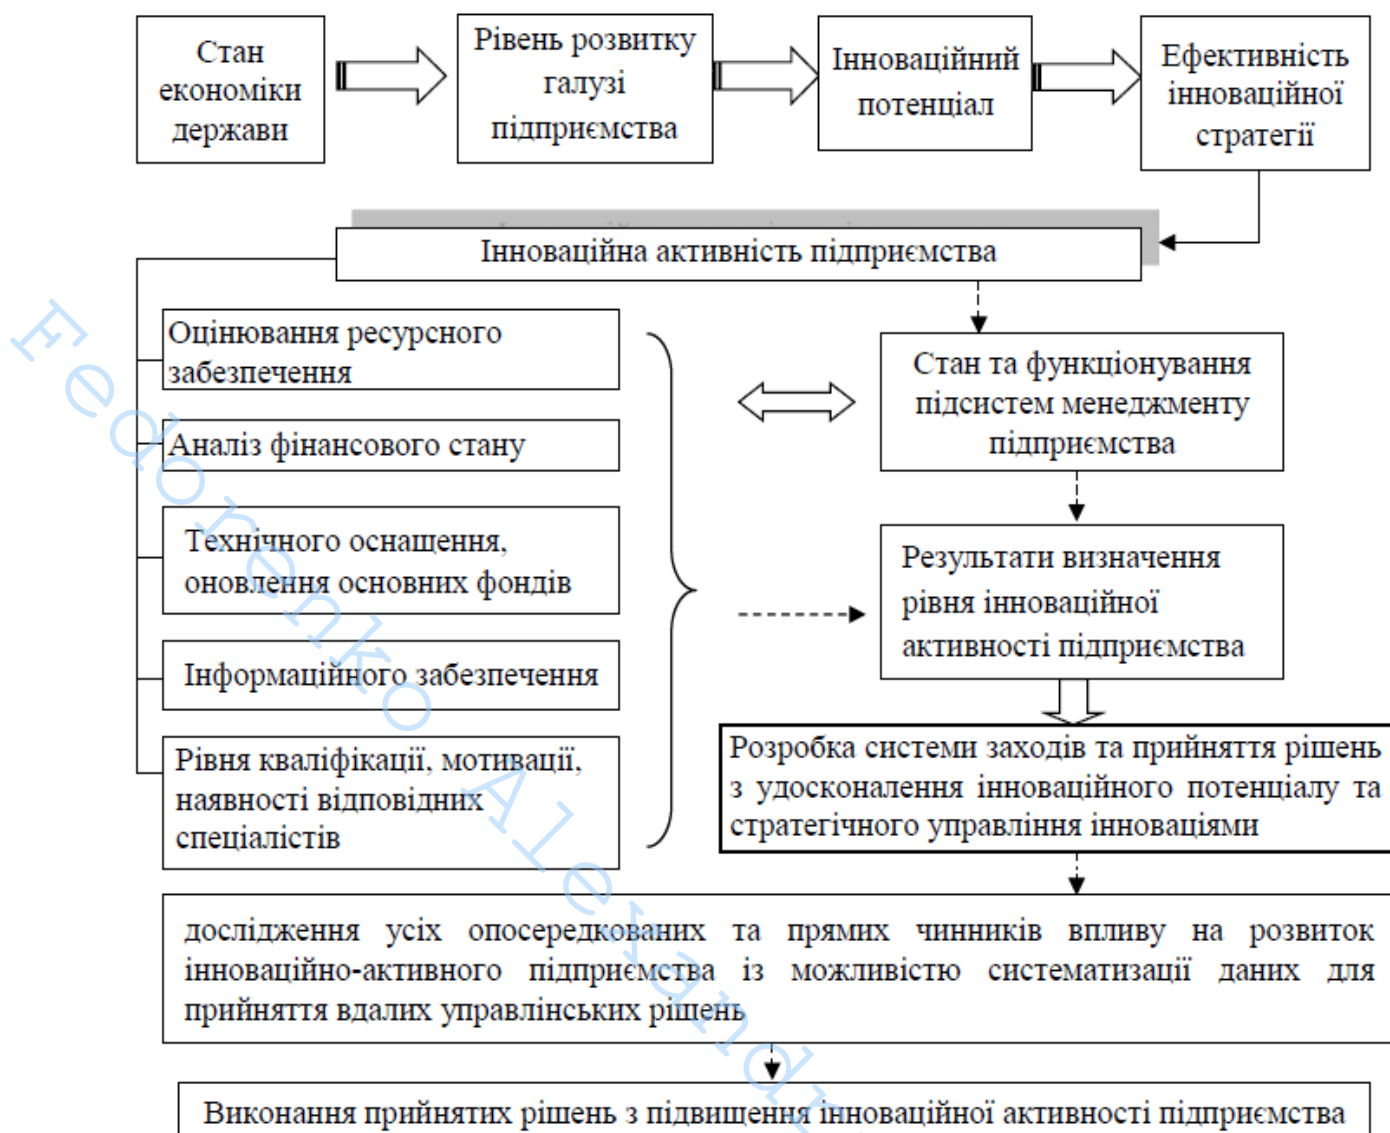 Стан
економіки
держави
Рівень розвитку
галузі
підприємства
Інноваційний
потенціал
Ефективність
інноваційної
стратегії
Інноваційна активність підприємства
Оцінювання ресурсного
забезпечення
Аналіз фінансового стану
Технічного оснащення,
оновлення основних фондів
Інформаційного забезпечення
Рівня кваліфікації, мотивації,
наявності відповідних
спеціалістів
Стан та функціонування
підсистем менеджменту
підприємства
Результати визначення
рівня інноваційної
активності підприємства
Розробка системи заходів та прийняття рішень
з удосконалення інноваційного потенціалу та
стратегічного управління інноваціями
дослідження усіх опосередкованих та прямих чинників впливу на розвиток
інноваційно-активного підприємства із можливістю систематизації даних для
прийняття вдалих управлінських рішень
Виконання прийнятих рішень з підвищення інноваційної активності підприємства
Fedorenko Alexandr